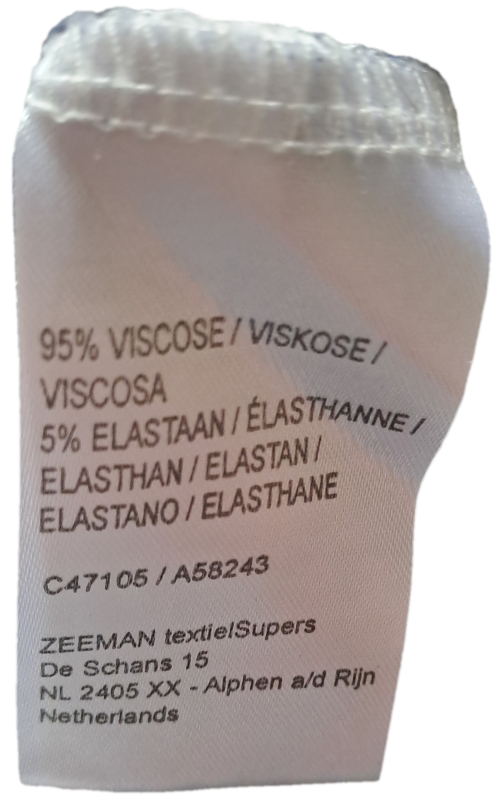 95% VISCOSE / VISKOSE /
VISCOSA
5% ELASTAAN / ÉLASTHANNE /
ELASTHAN / ELASTAN /
ELASTANO / ELASTHANE
C47105 / A58243
ZEEMAN textielSupers
De Schans 15
NL 2405 XX - Alphen a/d Rijn
Netherlands